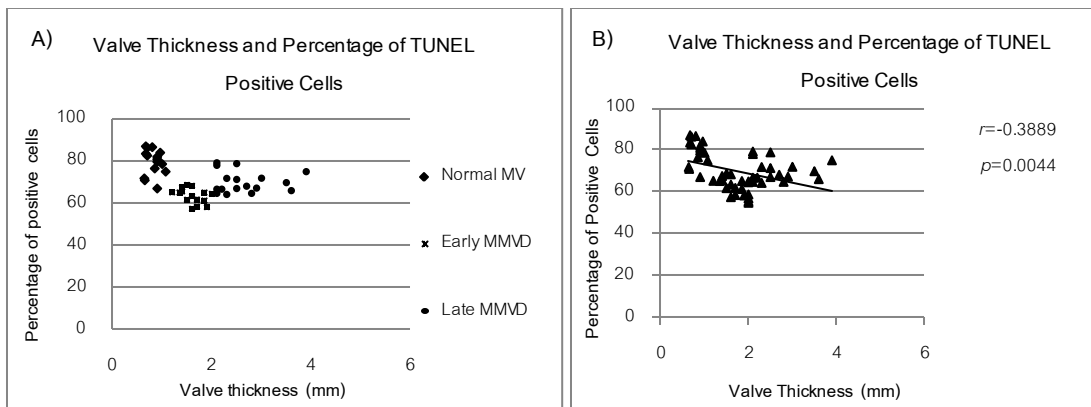 A)
Valve Thickness and Percentage of TUNEL
Positive Cells
Percentage of positive cells
100
80
60
40
20
0
0
2
4
6
Valve thickness (mm)
Normal MV
Early MMVD
Late MMVD
B)
Valve Thickness and Percentage of TUNEL
Positive Cells
Percentage of Positive Cells
100
80
60
40
20
0
0
2
4
6
Valve Thickness (mm)
r=-0.3889
p=0.0044